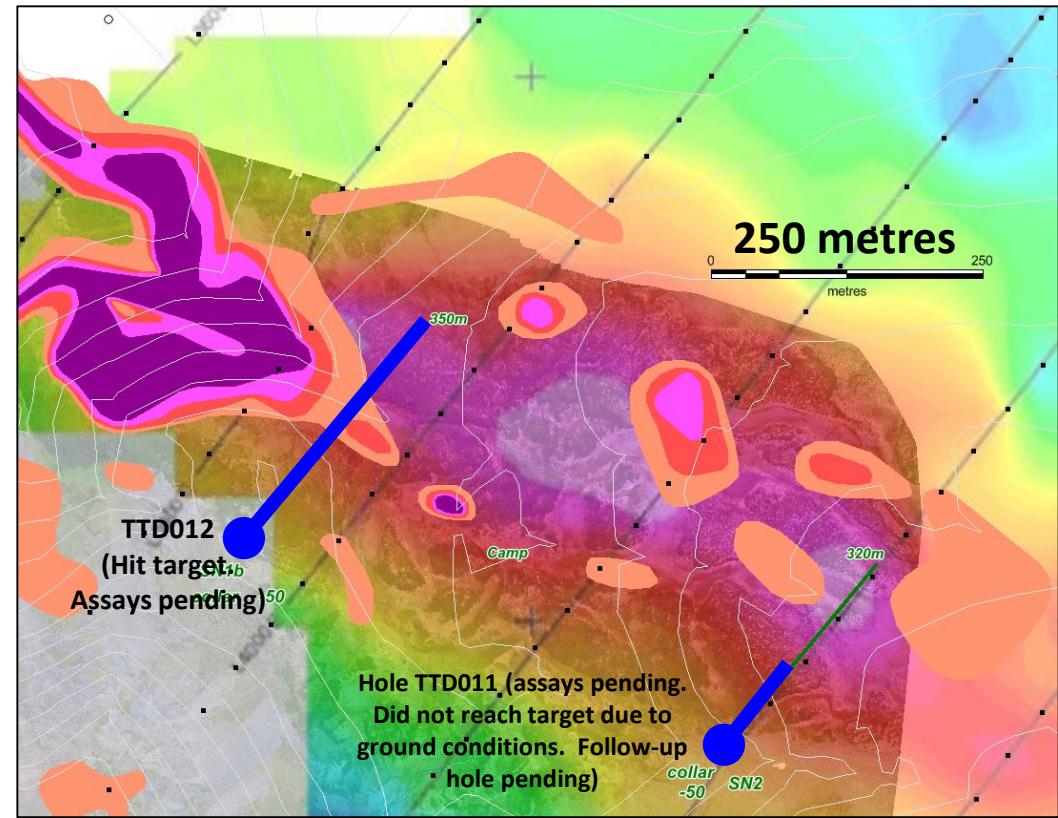 250 metres
0 250
metres
350m
TTD012
(Hit target.
Assays pending)
collar -50
Camp
320m
Hole TTD011 (assays pending.
Did not reach target due to
ground conditions.  Follow-up
hole pending)
collar
-50 SN2